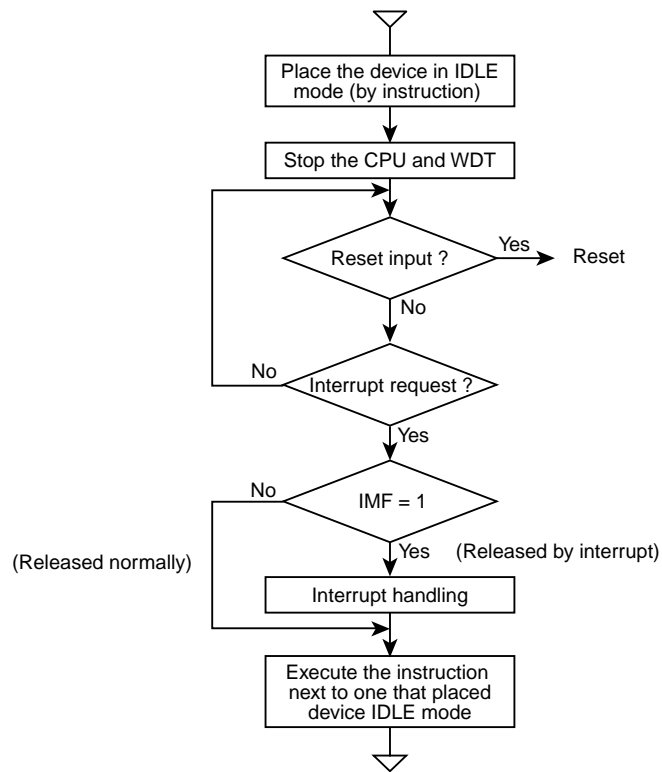 Place the device in IDLE
mode (by instruction)
Stop the CPU and WDT
Reset input ?
Yes
Reset
No
No
Interrupt request ?
Yes
No
IMF = 1
(Released normally)
Yes
(Released by interrupt)
Interrupt handling
Execute the instruction
next to one that placed
device IDLE mode